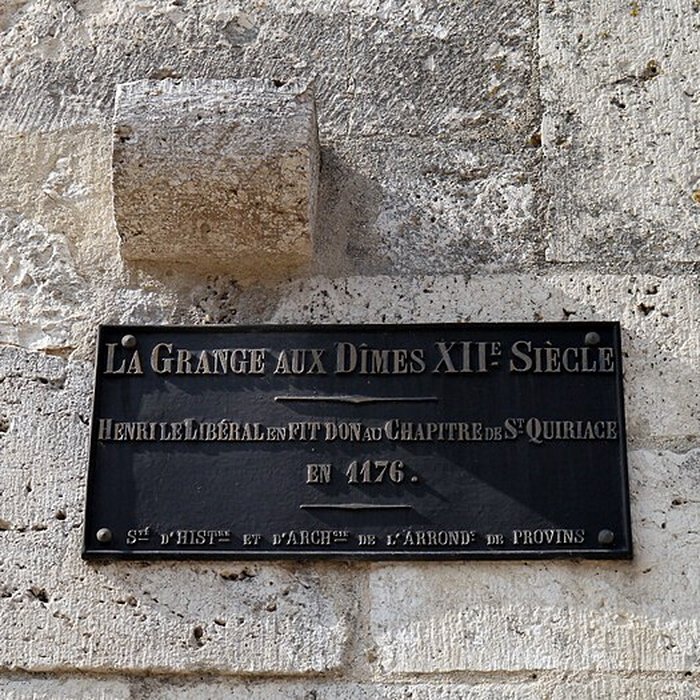 LA GRANGE AUX DÎMES XIIE SIÈCLE
HENRI LE LIBÉRAL EN FIT DON AU CHAPITRE DE ST QUIRIACE
EN 1176.
STÉ D'HISTRE ET D'ARCHGIE DE L'ARRONDT DE PROVINS